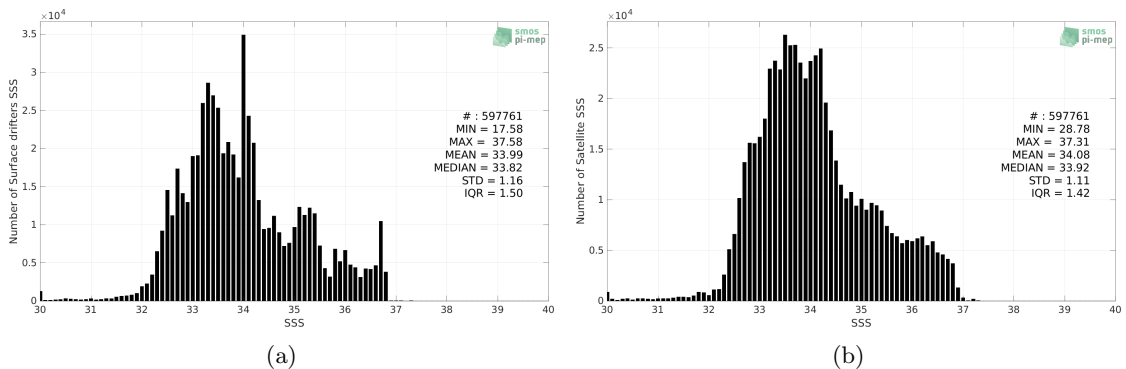 ×10⁴
3.5
3
2.5
2
1.5
1
0.5
0
30 31 32 33 34 35 36 37 38 39 40
SSS
Number of Surface drifters SSS
smos
pi-mep
# : 597761
MIN = 17.58
MAX = 37.58
MEAN = 33.99
MEDIAN = 33.82
STD = 1.16
IQR = 1.50
(a)
×10⁴
2.5
2
1.5
1
0.5
0
30 31 32 33 34 35 36 37 38 39 40
SSS
Number of Satellite SSS
smos
pi-mep
# : 597761
MIN = 28.78
MAX = 37.31
MEAN = 34.08
MEDIAN = 33.92
STD = 1.11
IQR = 1.42
(b)